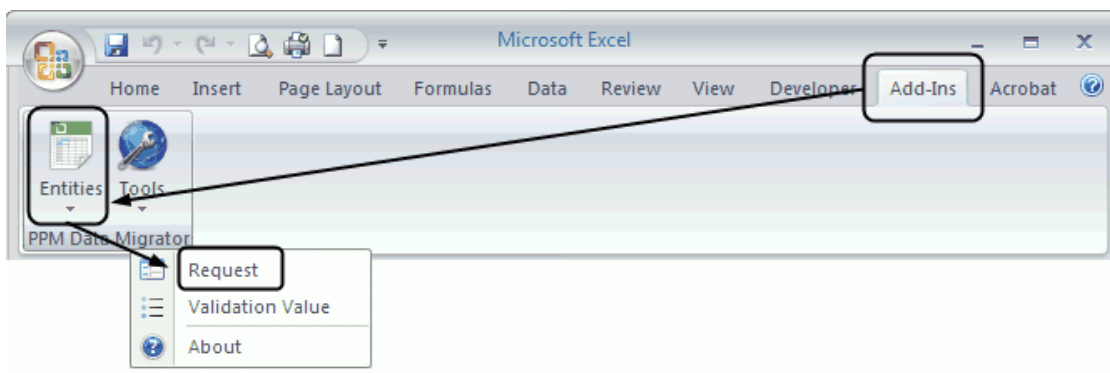 Microsoft Excel
Home Insert Page Layout Formulas Data Review View Developer Add-Ins Acrobat
Entities Tools
PPM Data Migrator
Request
Validation Value
About